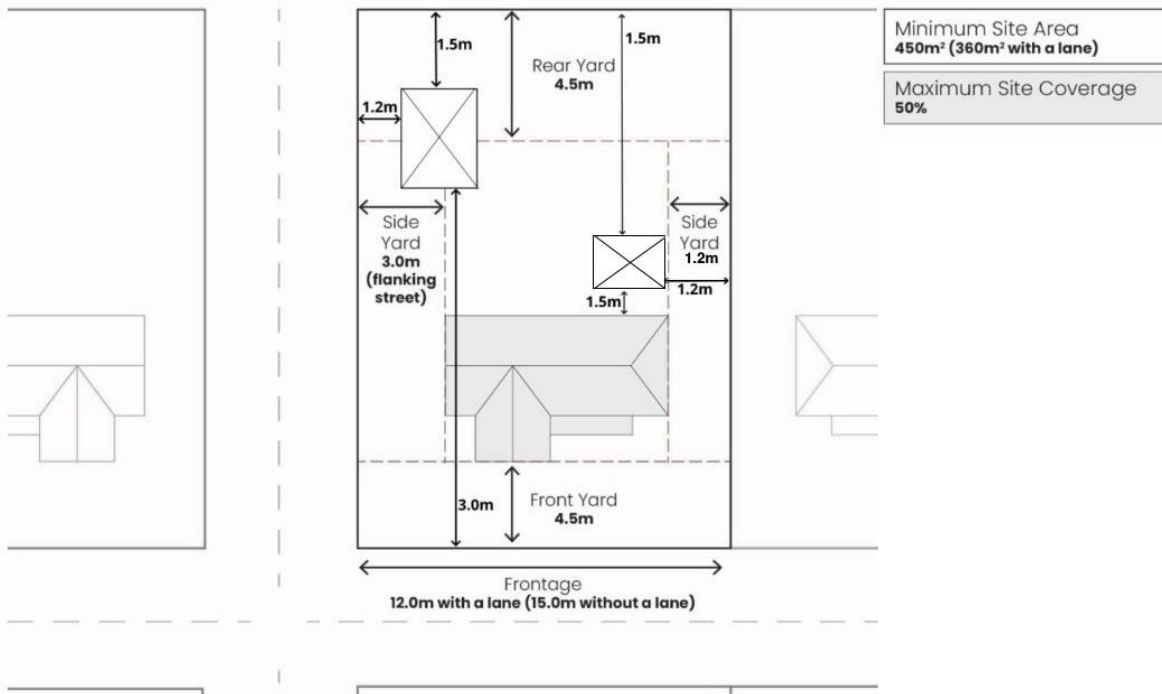 1.5m
1.5m
Rear Yard
4.5m
1.2m
Side
Yard
3.0m
(flanking
street)
Side
Yard
1.2m
1.2m
1.5m
3.0m
Front Yard
4.5m
Frontage
12.0m with a lane (15.0m without a lane)
Minimum Site Area
450m² (360m² with a lane)
Maximum Site Coverage
50%